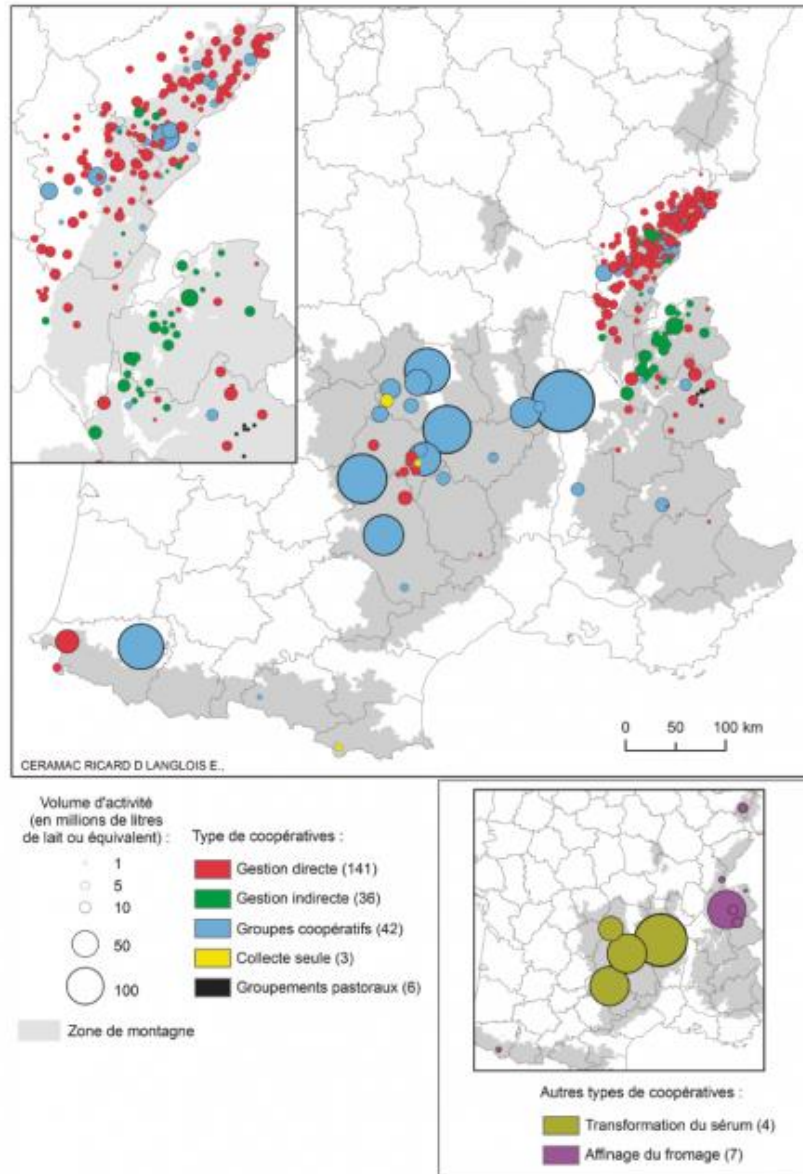 0 50 100 km
CERAMAC RICARD D LANGLOIS E.,
Volume d'activité
(en millions de litres
de lait ou équivalent) :
1
5
10
50
100
Zone de montagne
Type de coopératives :
Gestion directe (141)
Gestion indirecte (36)
Groupes coopératifs (42)
Collecte seule (3)
Groupements pastoraux (6)
Autres types de coopératives :
Transformation du sérum (4)
Affinage du fromage (7)